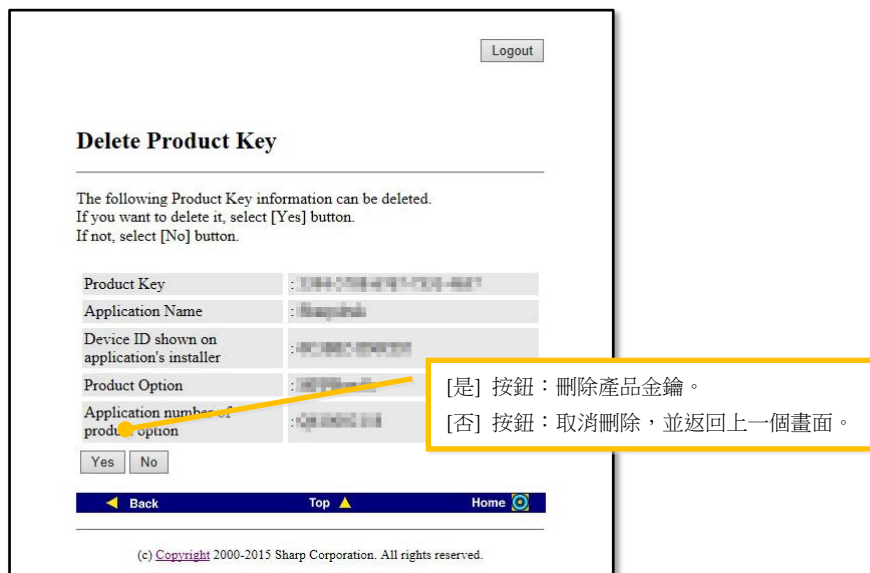 Logout
Delete Product Key
The following Product Key information can be deleted.
If you want to delete it, select [Yes] button.
If not, select [No] button.
Product Key :
Application Name :
Device ID shown on
application's installer :
Product Option :
Application number of
product option :
[是] 按鈕：刪除產品金鑰。
[否] 按鈕：取消刪除，並返回上一個畫面。
Yes No
Back Top Home
(c) Copyright 2000-2015 Sharp Corporation. All rights reserved.